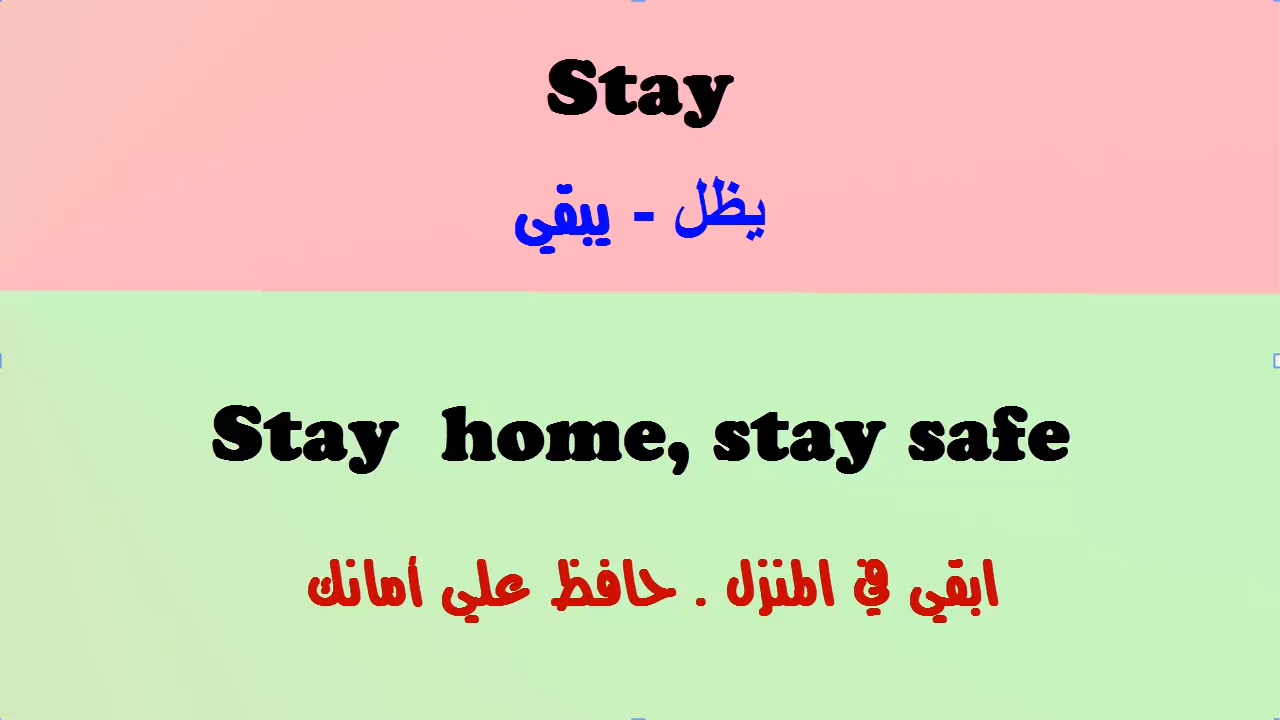 Stay
يظل - يبقي
Stay home, stay safe
ابقي في المنزل . حافظ علي أمانك